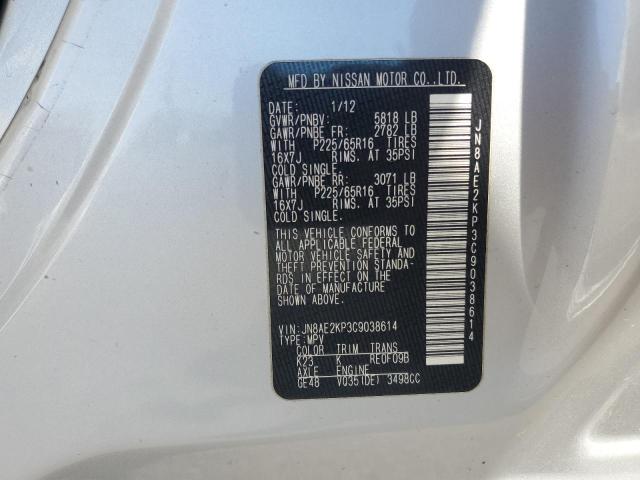 MFD BY NISSAN MOTOR CO.,LTD.
DATE: 1/12
GVWR/PNBV: 5818 LB
GAWR/PNBE FR: 2782 LB
WITH P225/65R16 TIRES
16X7J RIMS. AT 35PSI
COLD SINGLE.
GAWR/PNBE RR: 3071 LB
WITH P225/65R16 TIRES
16X7J RIMS. AT 35PSI
COLD SINGLE.
THIS VEHICLE CONFORMS TO
ALL APPLICABLE FEDERAL
MOTOR VEHICLE SAFETY AND
THEFT PREVENTION STANDA-
RDS IN EFFECT ON THE
DATE OF MANUFACTURE
SHOWN ABOVE.
VIN: JN8AE2KP3C9038614
TYPE: MPV
COLOR TRIM TRANS
K23 K RE0F09B
AXLE ENGINE
GE48 VQ35(DE) 3498CC
JN8AE2KP3C9038614